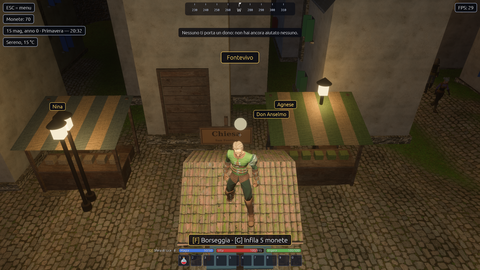 ESC = menu
Monete: 70
15 mag, anno 0 · Primavera — 20:32
Sereno, 15 °C
FPS: 29
Nessuno ti porta un dono: non hai ancora aiutato nessuno.
Fontevivo
Nina
Agnese
Don Anselmo
Chiesa
[F] Borseggia · [G] Infila 5 monete